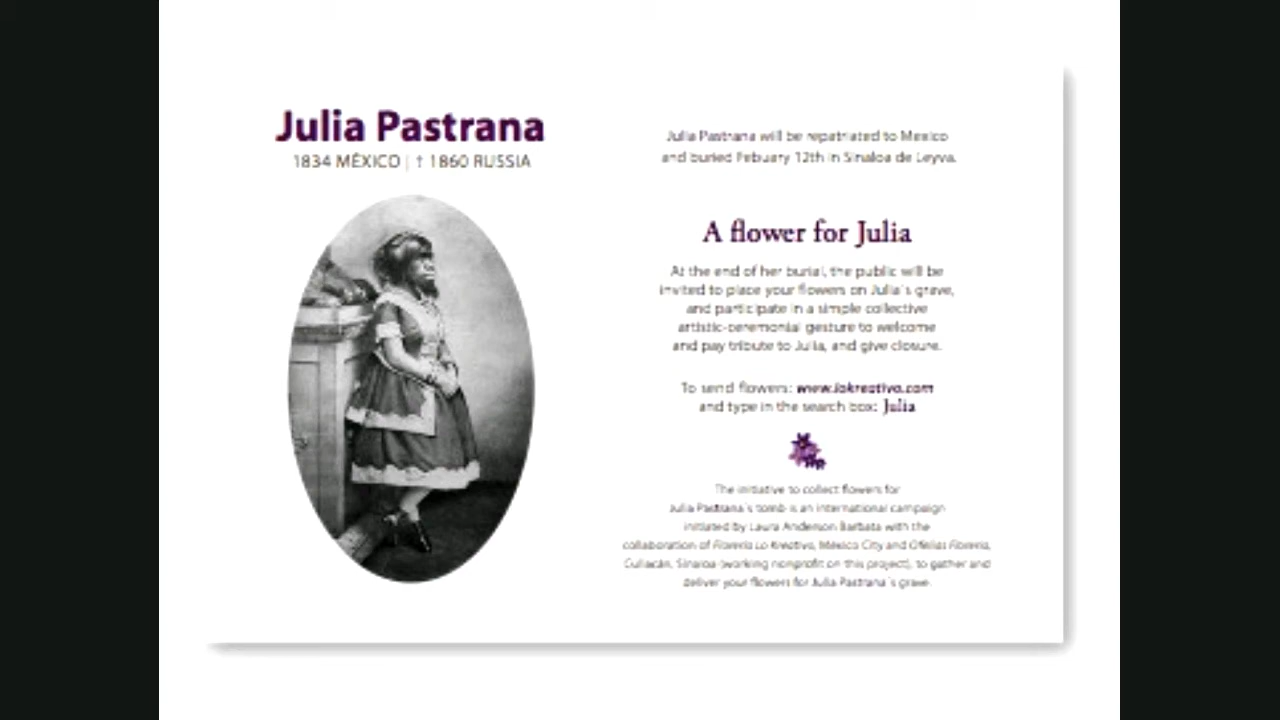 Julia Pastrana
1834 MÉXICO | † 1860 RUSSIA
Julia Pastrana will be repatriated to Mexico
and buried Febuary 12th in Sinaloa de Leyva.
A flower for Julia
At the end of her burial, the public will be
invited to place your flowers on Julia´s grave,
and participate in a simple collective
artistic-ceremonial gesture to welcome
and pay tribute to Julia, and give closure.
To send flowers: www.lokreativo.com
and type in the search box: Julia
The initiative to collect flowers for
Julia Pastrana´s tomb is an international campaign
initiated by Laura Anderson Barbata with the
collaboration of Florería Lo Kreativo, México City and Ofelias Florería,
Culiacán, Sinaloa (working nonprofit on this project), to gather and
deliver your flowers for Julia Pastrana´s grave.